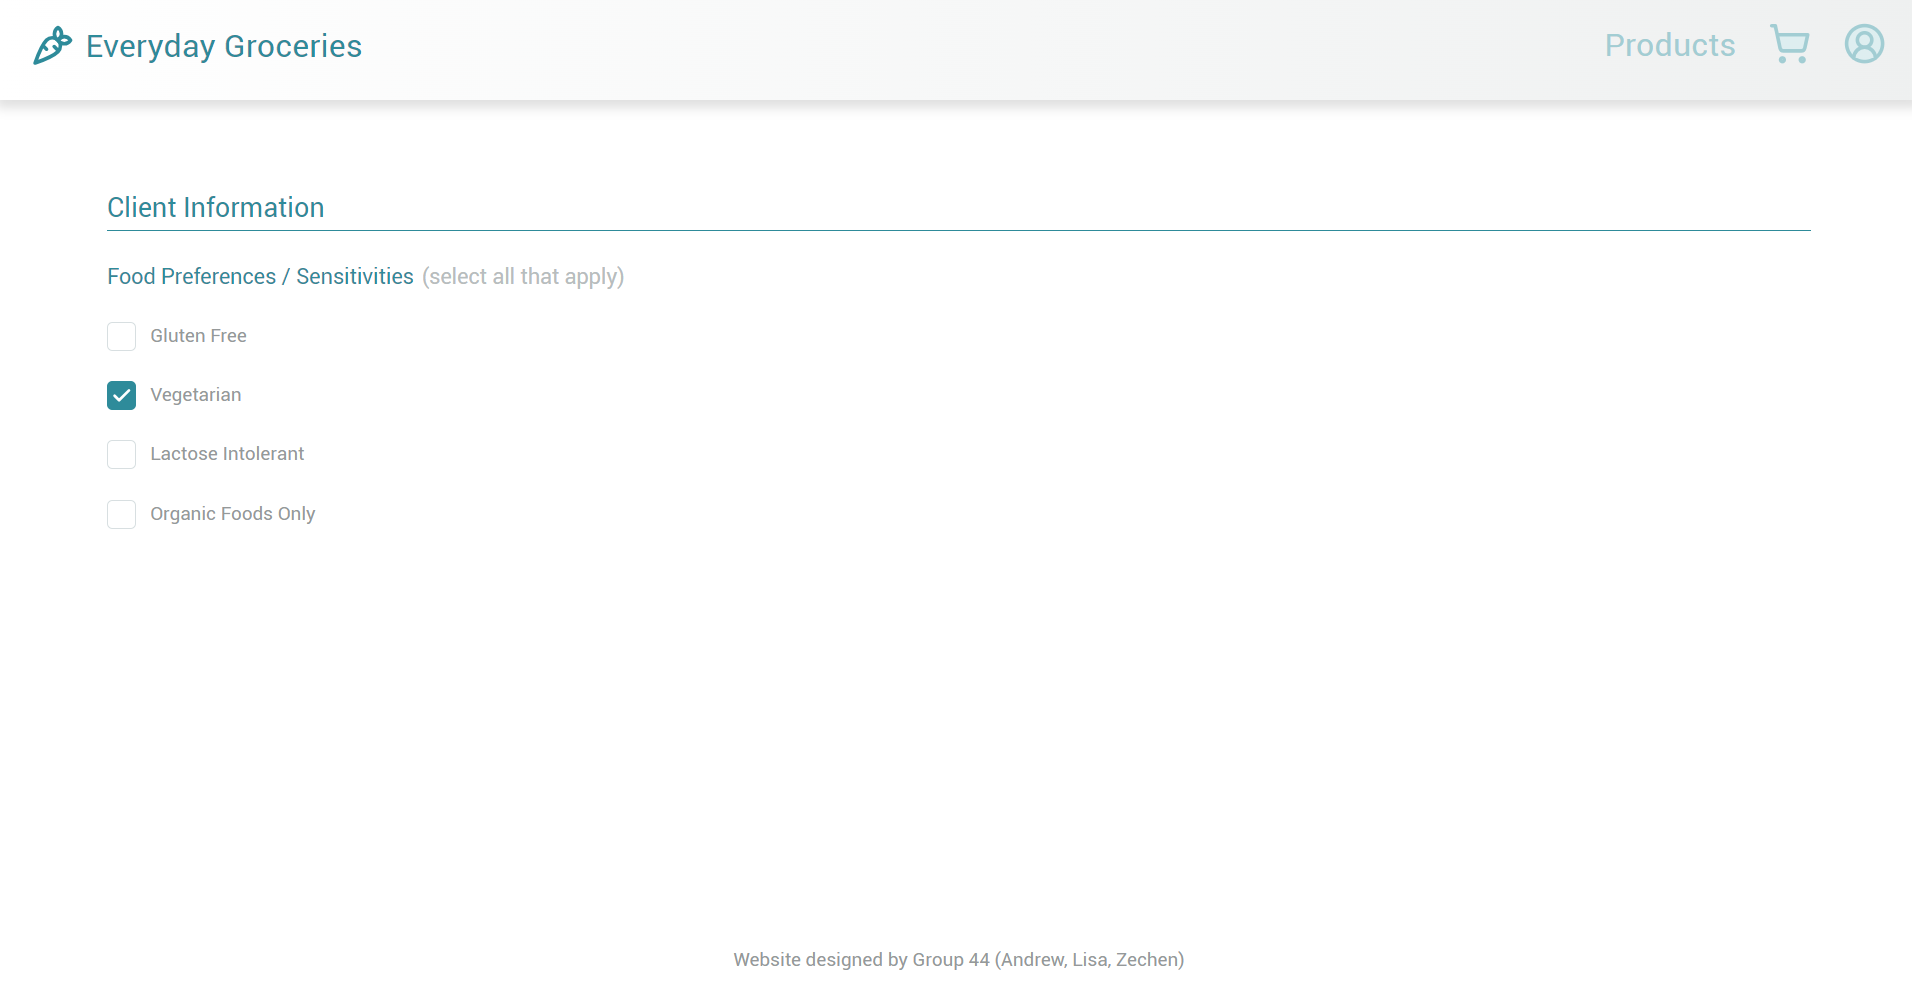 Everyday Groceries
Products
Client Information
Food Preferences / Sensitivities (select all that apply)
Gluten Free
Vegetarian
Lactose Intolerant
Organic Foods Only
Website designed by Group 44 (Andrew, Lisa, Zechen)